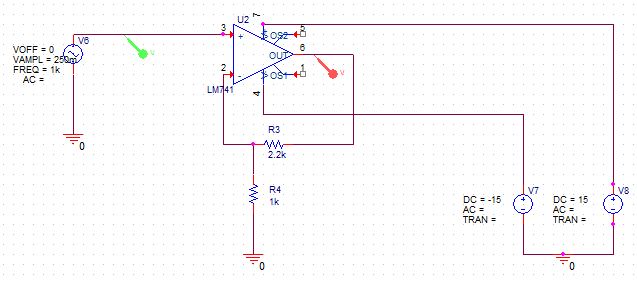 V6
VOFF = 0
VAMPL = 250m
FREQ = 1k
AC =
0
3
2
+
-
U2
LM741
7
4
OS2
OUT
OS1
5
6
1
V
V
R3
2.2k
R4
1k
0
V7
DC = -15
AC =
TRAN =
V8
DC = 15
AC =
TRAN =
0